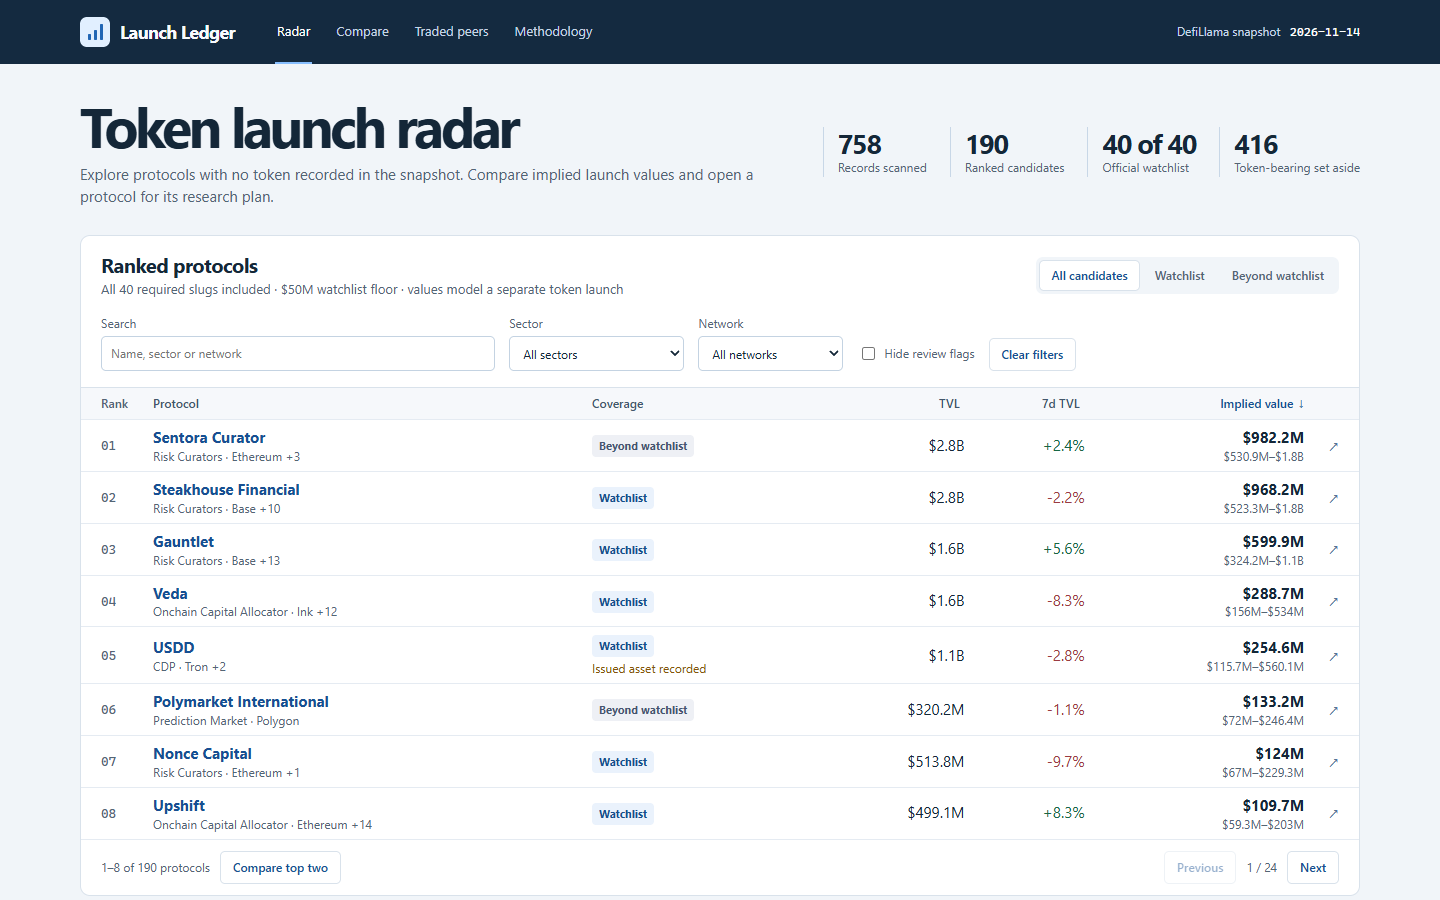 Launch Ledger
Radar
Compare
Traded peers
Methodology
DefiLlama snapshot 2026-11-14
Token launch radar
Explore protocols with no token recorded in the snapshot. Compare implied launch values and open a
protocol for its research plan.
758
Records scanned
190
Ranked candidates
40 of 40
Official watchlist
416
Token-bearing set aside
Ranked protocols
All 40 required slugs included · $50M watchlist floor · values model a separate token launch
All candidates
Watchlist
Beyond watchlist
Search
Name, sector or network
Sector
All sectors
Network
All networks
Hide review flags
Clear filters
Rank Protocol Coverage TVL 7d TVL Implied value ↓
01 Sentora Curator Beyond watchlist $2.8B +2.4% $982.2M ↗
Risk Curators · Ethereum +3 $530.9M–$1.8B
02 Steakhouse Financial Watchlist $2.8B -2.2% $968.2M ↗
Risk Curators · Base +10 $523.3M–$1.8B
03 Gauntlet Watchlist $1.6B +5.6% $599.9M ↗
Risk Curators · Base +13 $324.2M–$1.1B
04 Veda Watchlist $1.6B -8.3% $288.7M ↗
Onchain Capital Allocator · Ink +12 $156M–$534M
05 USDD Watchlist $1.1B -2.8% $254.6M ↗
CDP · Tron +2 Issued asset recorded $115.7M–$560.1M
06 Polymarket International Beyond watchlist $320.2M -1.1% $133.2M ↗
Prediction Market · Polygon $72M–$246.4M
07 Nonce Capital Watchlist $513.8M -9.7% $124M ↗
Risk Curators · Ethereum +1 $67M–$229.3M
08 Upshift Watchlist $499.1M +8.3% $109.7M ↗
Onchain Capital Allocator · Ethereum +14 $59.3M–$203M
1–8 of 190 protocols
Compare top two
Previous
1 / 24
Next